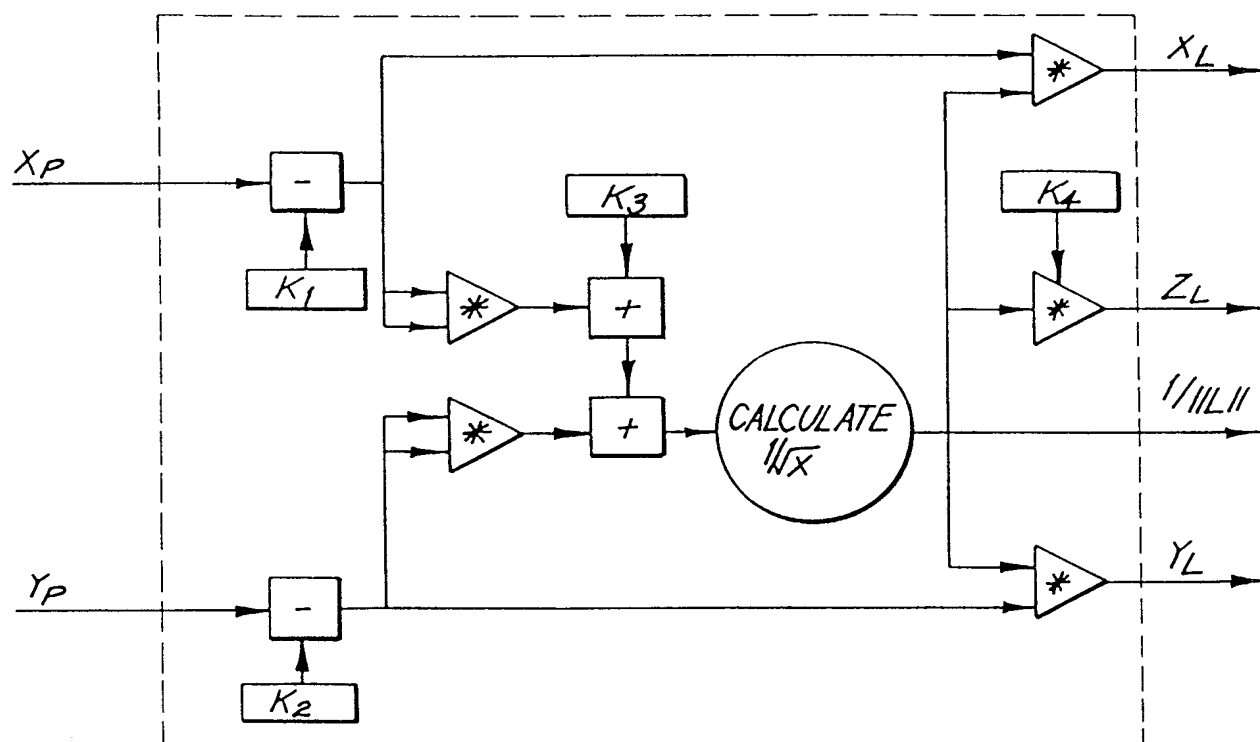 X_L
X_P
-
*
K_3
K_4
K_1
*
+
*
Z_L
1/||L||
*
+
CALCULATE
1/√X
Y_P
-
*
Y_L
K_2